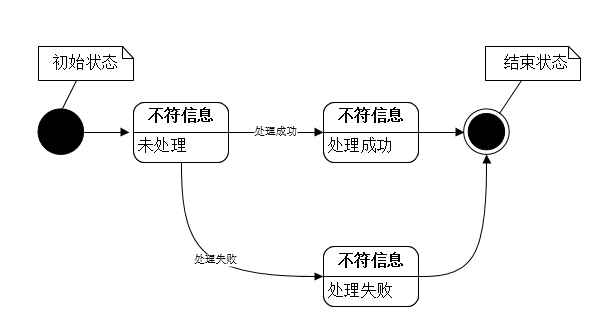 初始状态
结束状态
不符信息
未处理
处理成功
不符信息
处理成功
处理失败
不符信息
处理失败